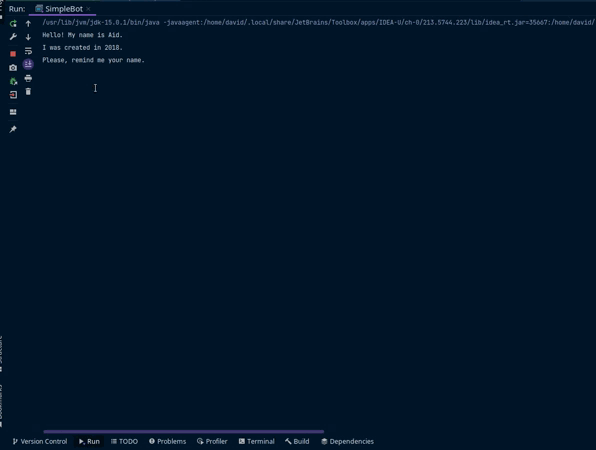 Run: SimpleBot ×
/usr/lib/jvm/jdk-15.0.1/bin/java -javaagent:/home/david/.local/share/JetBrains/Toolbox/apps/IDEA-U/ch-0/213.5744.223/lib/idea_rt.jar=35667:/home/david/
Hello! My name is Aid.
I was created in 2018.
Please, remind me your name.
Structure
Bookmarks
Version Control Run TODO Problems Profiler Terminal Build Dependencies